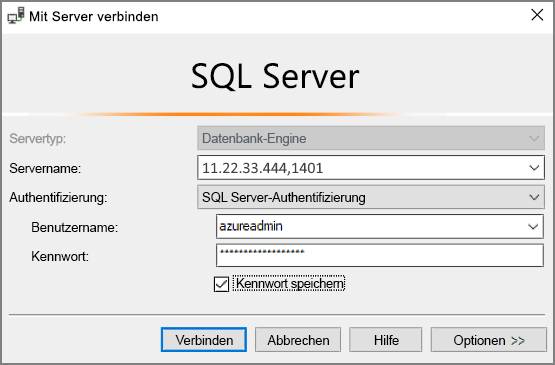 Mit Server verbinden
SQL Server
Servertyp: Datenbank-Engine
Servername: 11.22.33.444,1401
Authentifizierung: SQL Server-Authentifizierung
Benutzername: azureadmin
Kennwort: ******************
Kennwort speichern
Verbinden Abbrechen Hilfe Optionen >>